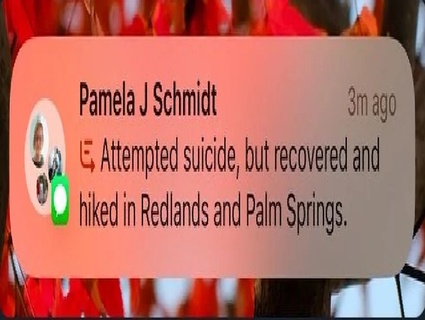 Pamela J Schmidt
3m ago
Attempted suicide, but recovered and
hiked in Redlands and Palm Springs.